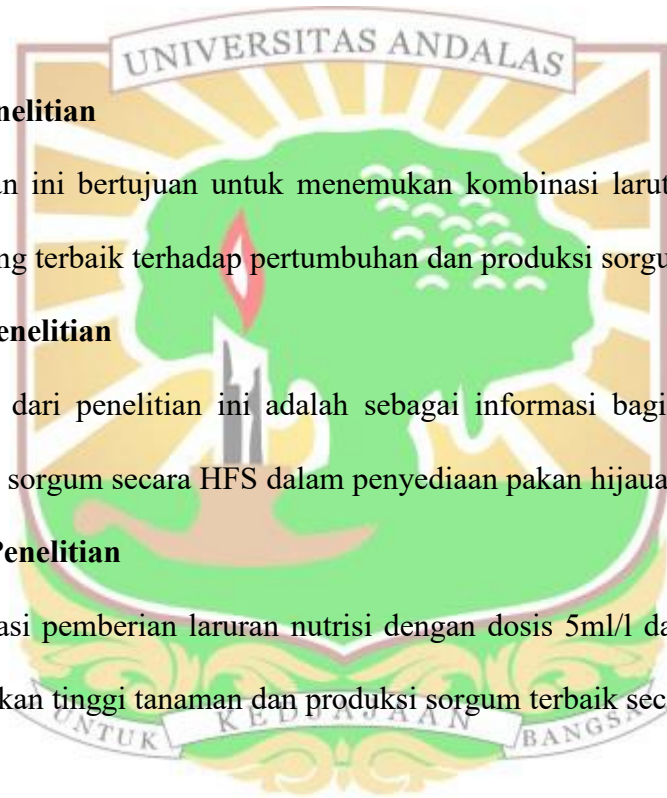 UNIVERSITAS ANDALAS
nelitian
an ini bertujuan untuk menemukan kombinasi larut
ng terbaik terhadap pertumbuhan dan produksi sorgu
enelitian
dari penelitian ini adalah sebagai informasi bagi
sorgum secara HFS dalam penyediaan pakan hijaua
Penelitian
asi pemberian laruran nutrisi dengan dosis 5ml/l da
kan tinggi tanaman dan produksi sorgum terbaik sec
UNTUK KEDJAJAAN BANGSA